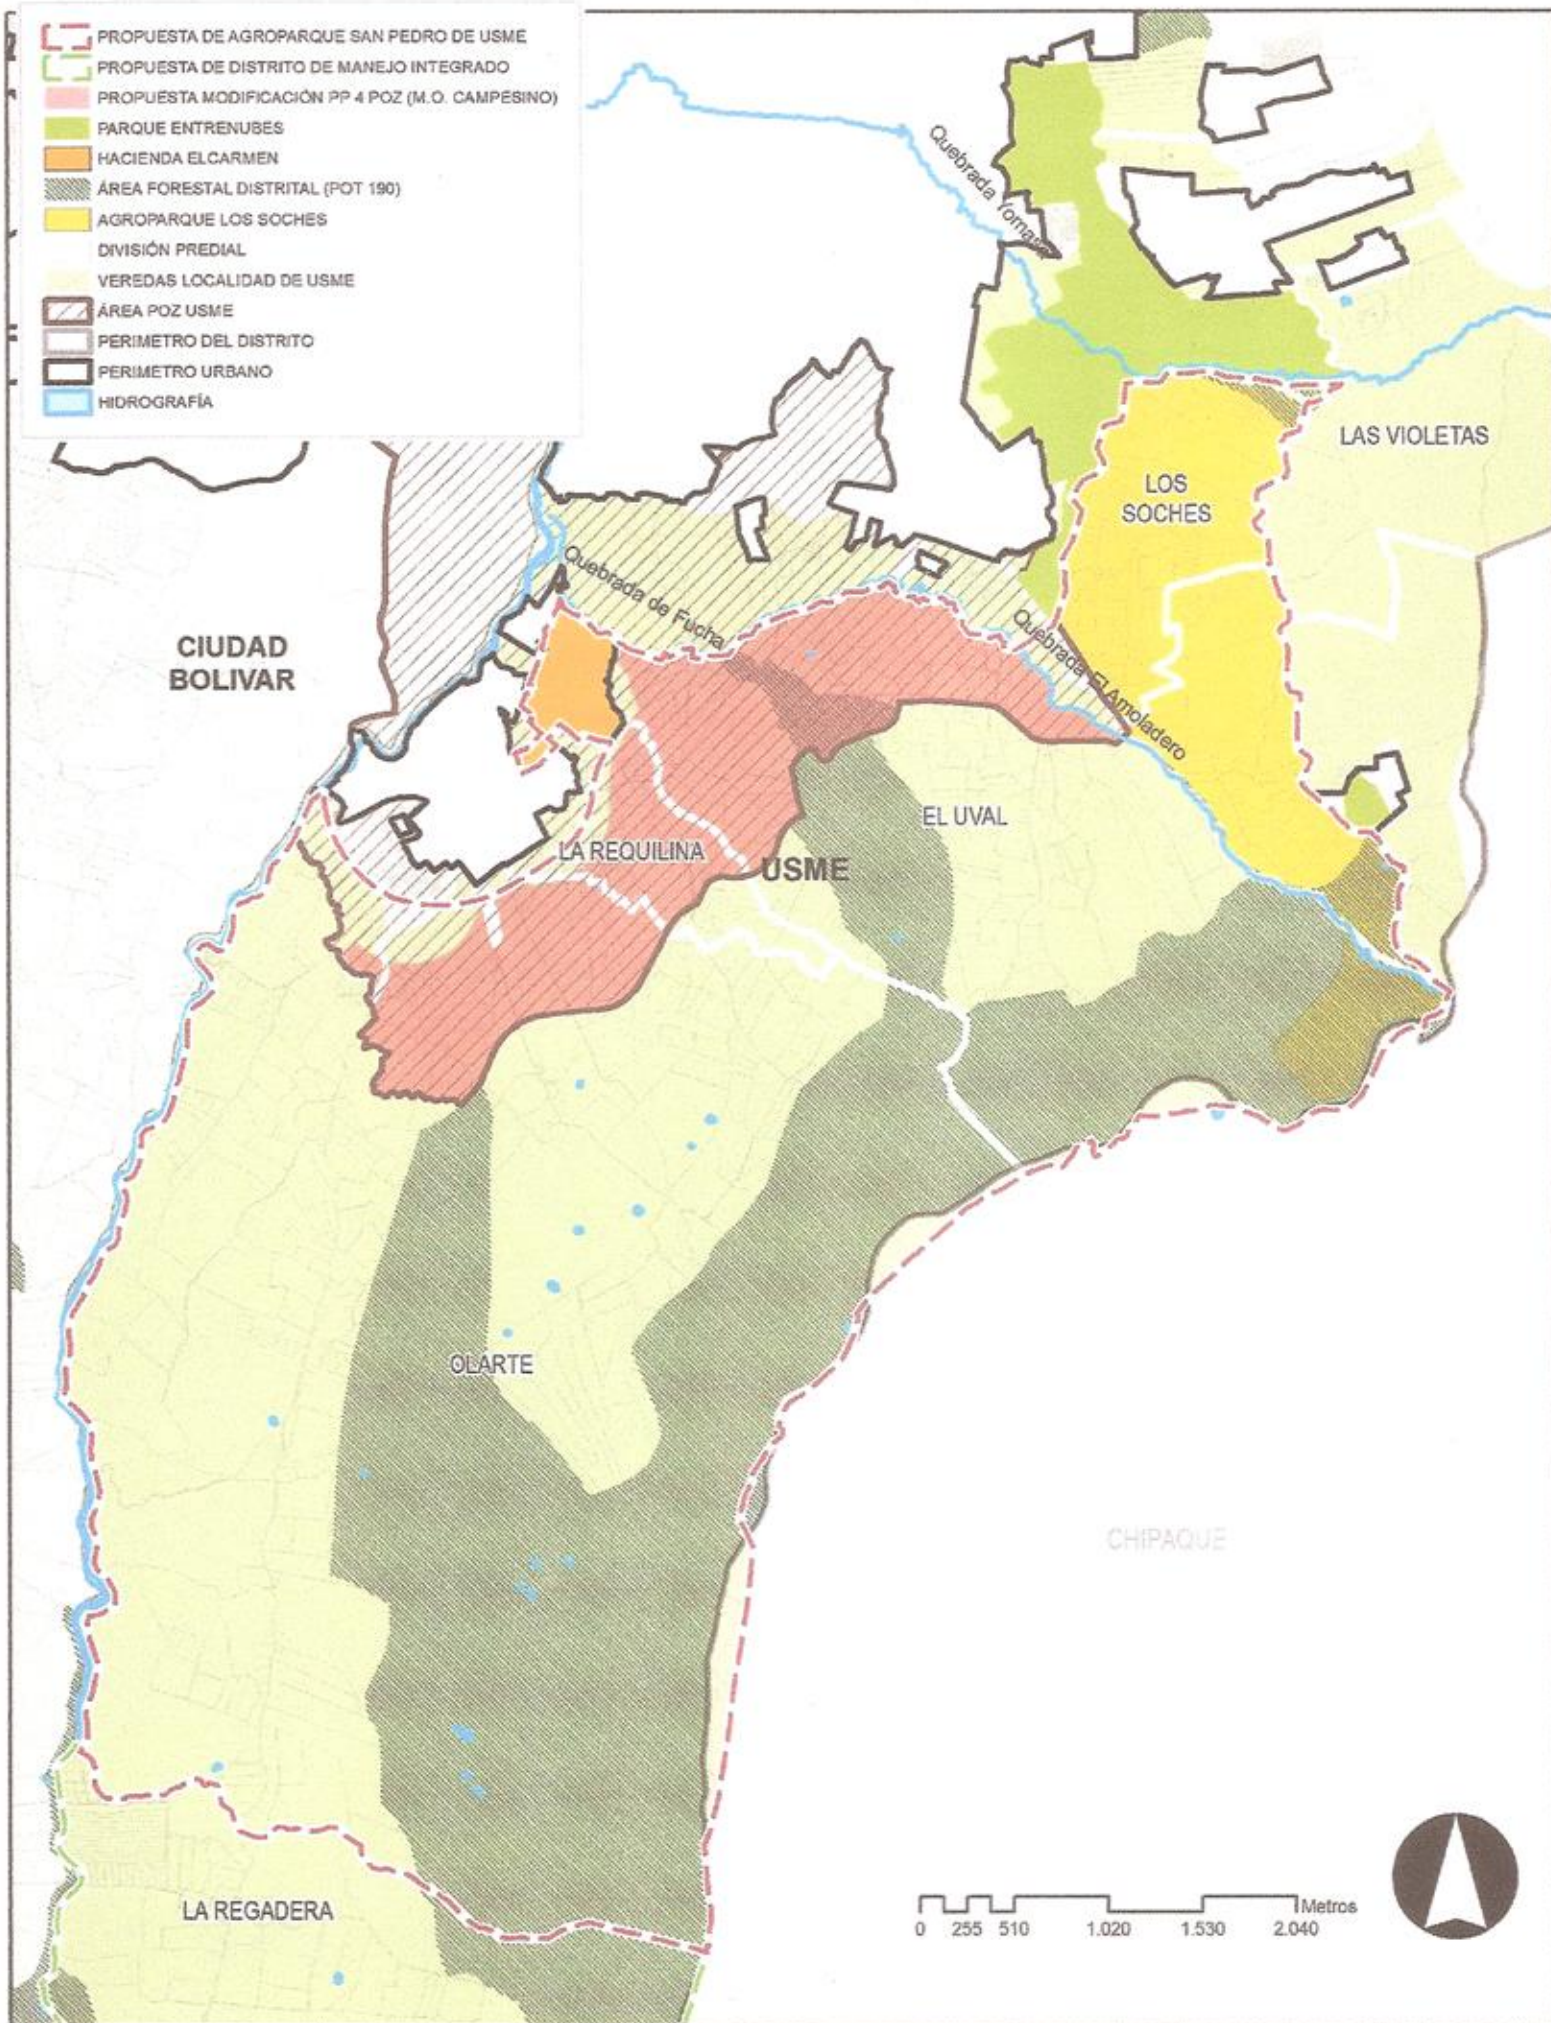 PROPUESTA DE AGROPARQUE SAN PEDRO DE USME
PROPUESTA DE DISTRITO DE MANEJO INTEGRADO
PROPUESTA MODIFICACIÓN PP 4 POZ (M.O. CAMPESINO)
PARQUE ENTRENUBES
HACIENDA ELCARMEN
ÁREA FORESTAL DISTRITAL (POT 190)
AGROPARQUE LOS SOCHES
DIVISIÓN PREDIAL
VEREDAS LOCALIDAD DE USME
ÁREA POZ USME
PERIMETRO DEL DISTRITO
PERIMETRO URBANO
HIDROGRAFÍA
Quebrada Yomasa
LAS VIOLETAS
LOS
SOCHES
Quebrada de Fucha
Quebrada El Amoladero
CIUDAD
BOLIVAR
EL UVAL
LA REQUILINA
USME
OLARTE
CHIPAQUE
LA REGADERA
Metros
0 255 510 1.020 1.530 2.040